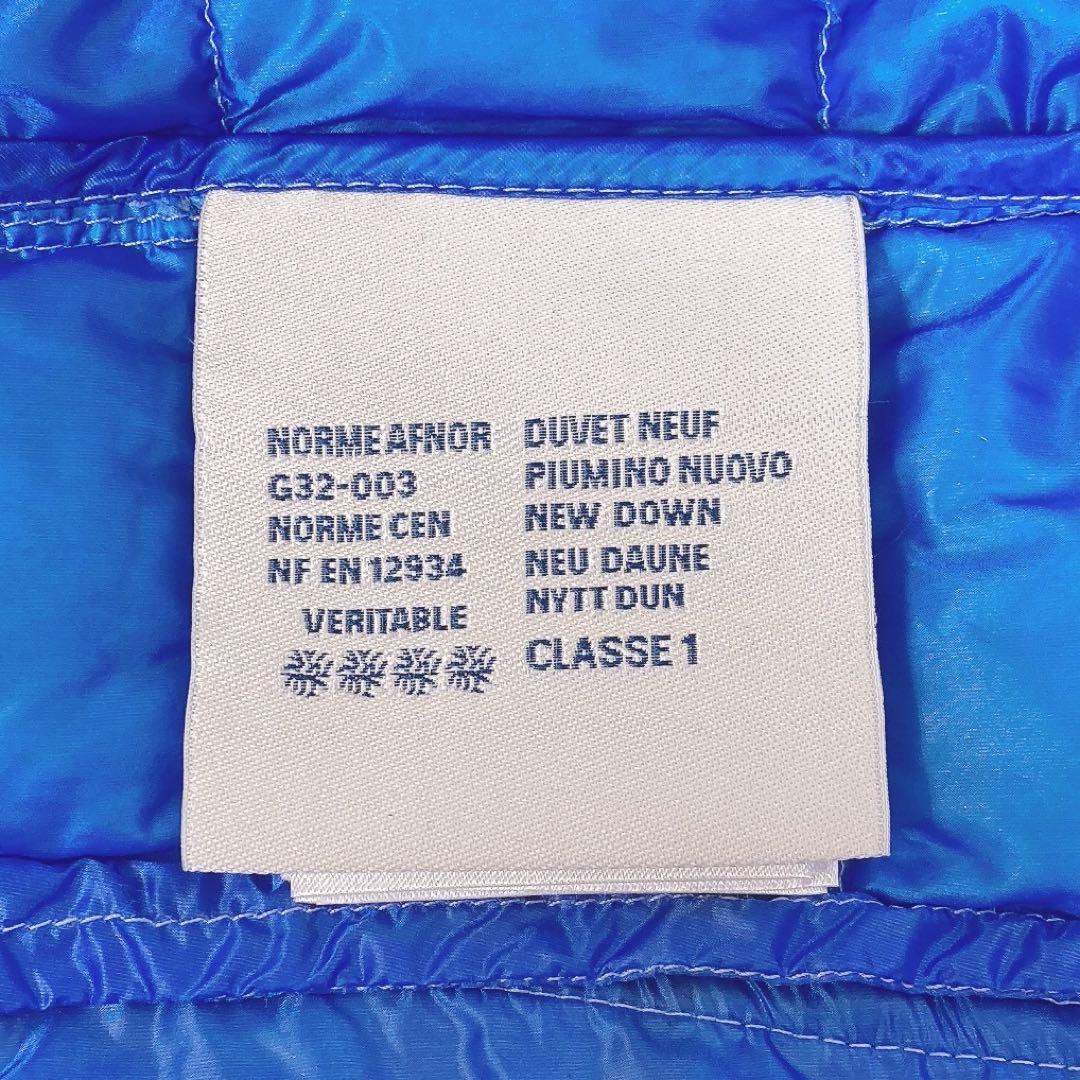 NORME AFNOR
G32-003
NORME CEN
NF EN 12934
VERITABLE
DUVET NEUF
PIUMINO NUOVO
NEW DOWN
NEU DAUNE
NYTT DUN
CLASSE 1